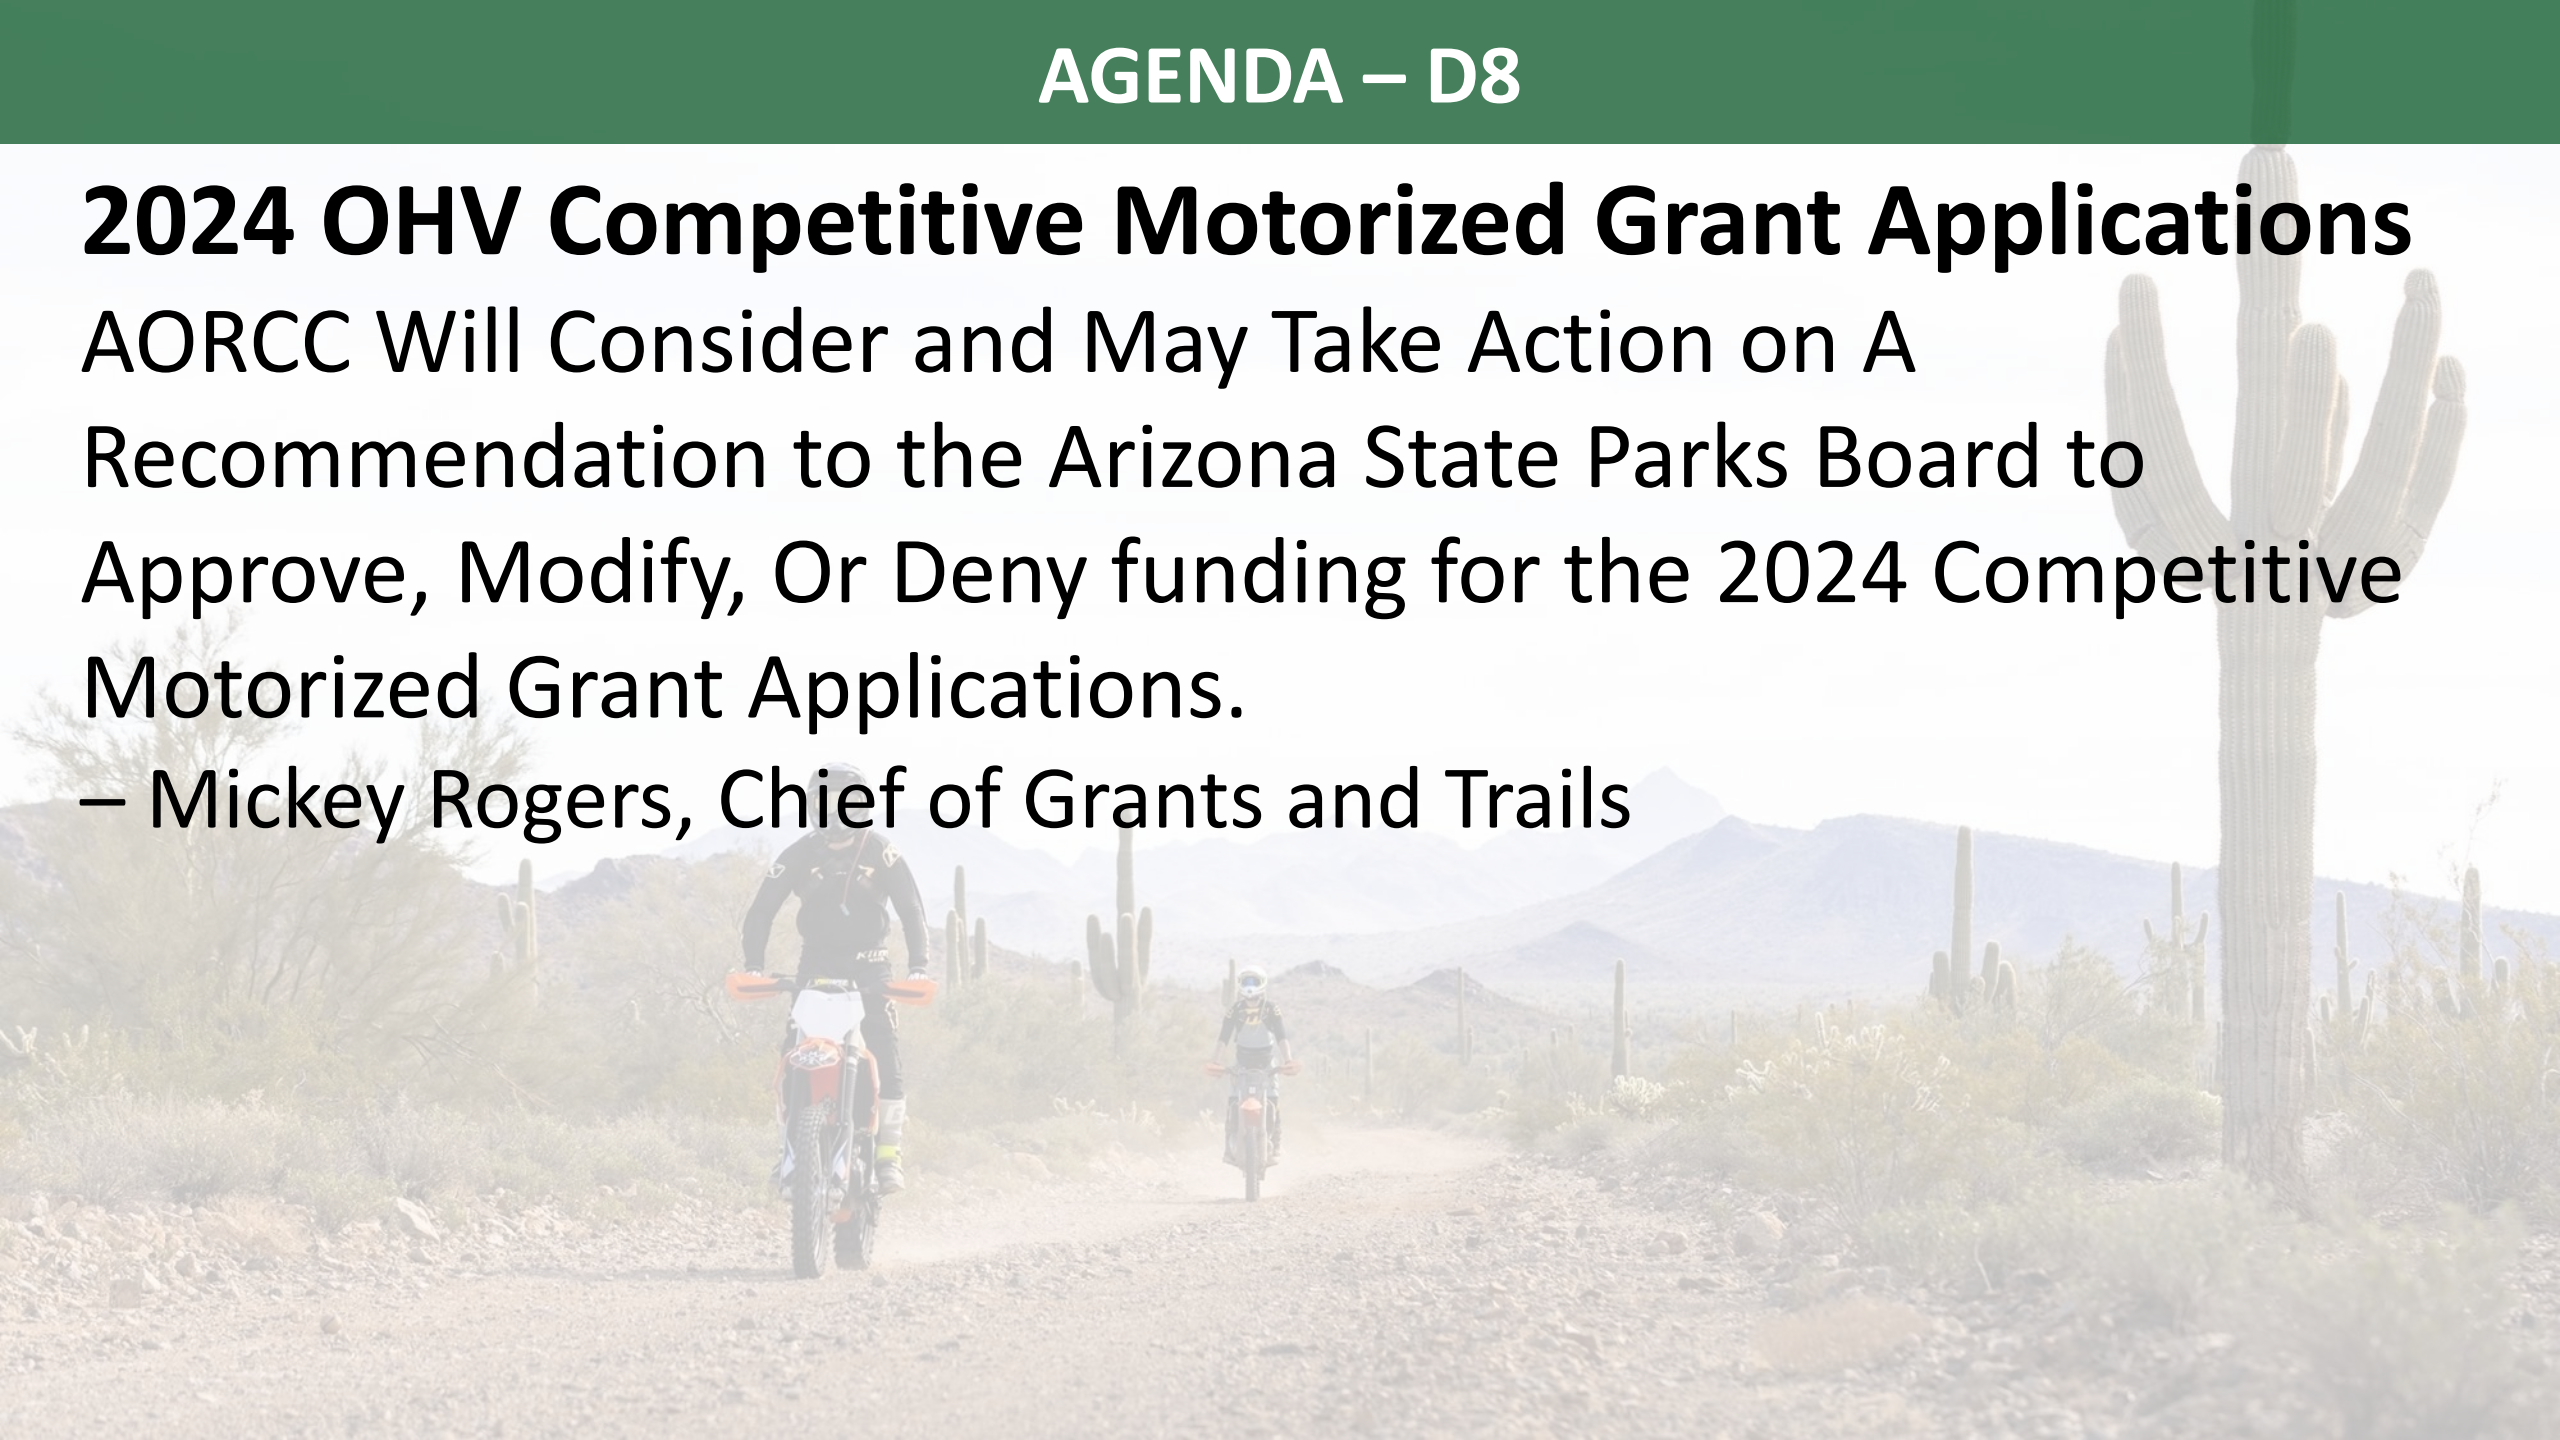 AGENDA – D8
2024 OHV Competitive Motorized Grant Applications
AORCC Will Consider and May Take Action on A
Recommendation to the Arizona State Parks Board to
Approve, Modify, Or Deny funding for the 2024 Competitive
Motorized Grant Applications.
– Mickey Rogers, Chief of Grants and Trails